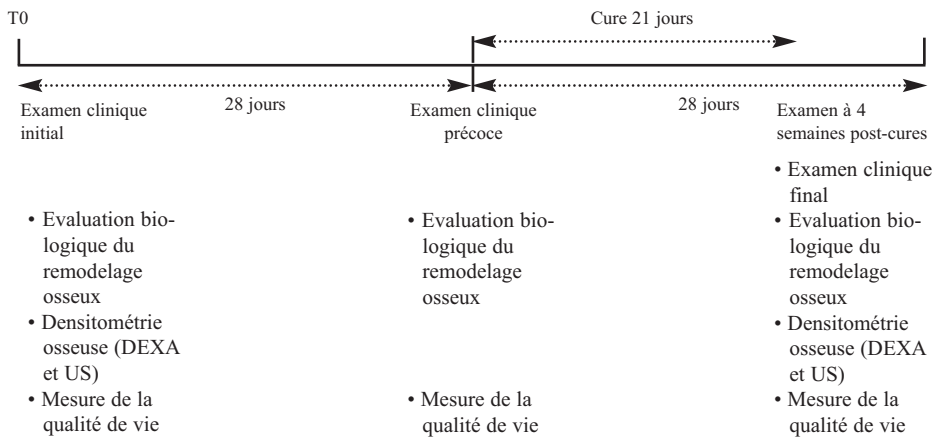 T0
Cure 21 jours
28 jours
28 jours
Examen clinique
initial
Examen clinique
précoce
Examen à 4
semaines post-cures
• Evaluation bio-
logique du
remodelage
osseux
• Densitométrie
osseuse (DEXA
et US)
• Mesure de la
qualité de vie
• Evaluation bio-
logique du
remodelage
osseux
• Mesure de la
qualité de vie
• Examen clinique
final
• Evaluation bio-
logique du
remodelage
osseux
• Densitométrie
osseuse (DEXA
et US)
• Mesure de la
qualité de vie